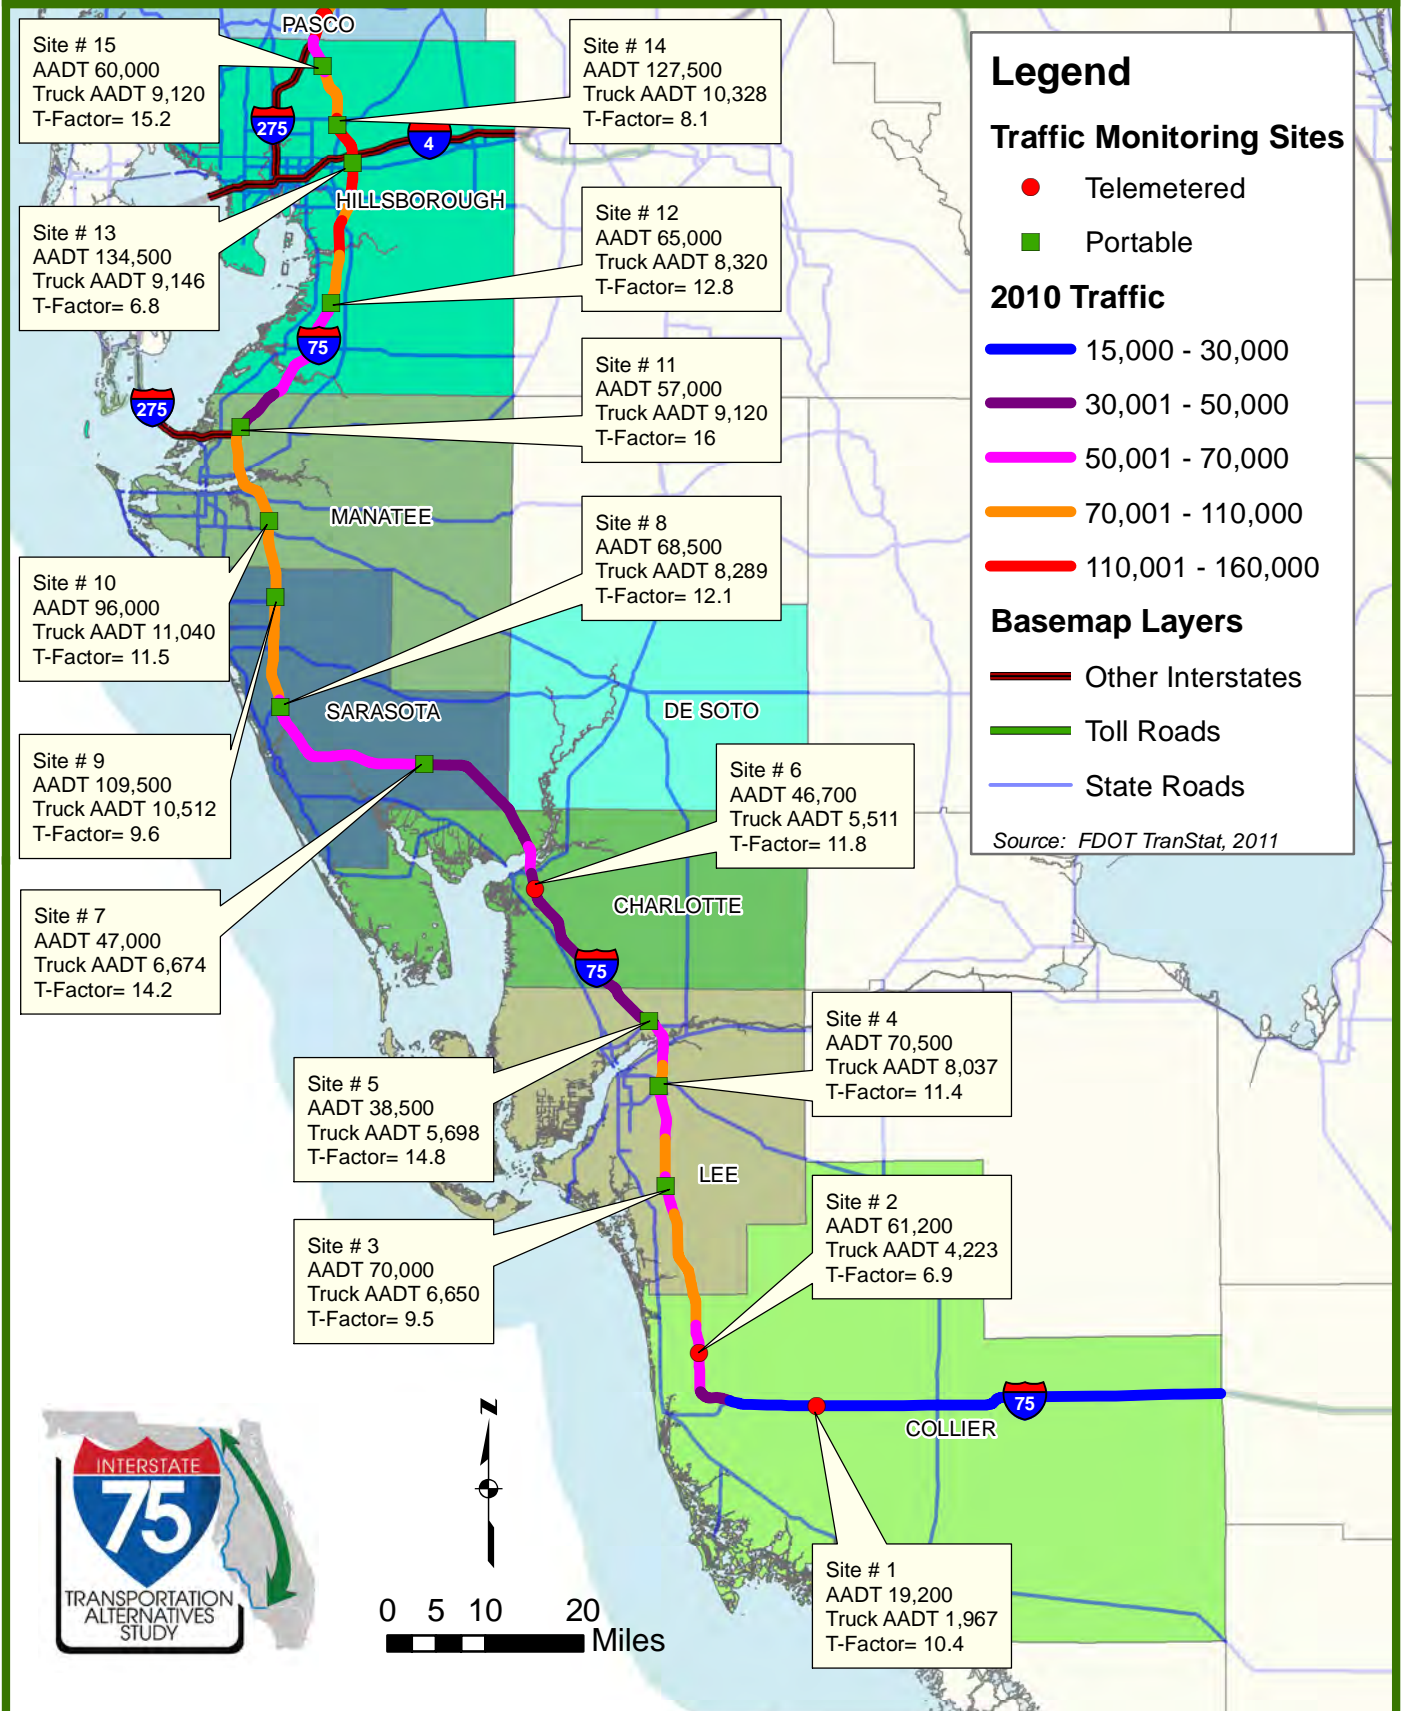 PASCO
Site # 15
AADT 60,000
Truck AADT 9,120
T-Factor= 15.2
Site # 14
AADT 127,500
Truck AADT 10,328
T-Factor= 8.1
275
4
HILLSBOROUGH
Site # 13
AADT 134,500
Truck AADT 9,146
T-Factor= 6.8
Site # 12
AADT 65,000
Truck AADT 8,320
T-Factor= 12.8
75
Site # 11
AADT 57,000
Truck AADT 9,120
T-Factor= 16
275
MANATEE
Site # 8
AADT 68,500
Truck AADT 8,289
T-Factor= 12.1
Site # 10
AADT 96,000
Truck AADT 11,040
T-Factor= 11.5
SARASOTA
DE SOTO
Site # 9
AADT 109,500
Truck AADT 10,512
T-Factor= 9.6
Site # 6
AADT 46,700
Truck AADT 5,511
T-Factor= 11.8
Site # 7
AADT 47,000
Truck AADT 6,674
T-Factor= 14.2
CHARLOTTE
75
Site # 4
AADT 70,500
Truck AADT 8,037
T-Factor= 11.4
Site # 5
AADT 38,500
Truck AADT 5,698
T-Factor= 14.8
LEE
Site # 2
AADT 61,200
Truck AADT 4,223
T-Factor= 6.9
Site # 3
AADT 70,000
Truck AADT 6,650
T-Factor= 9.5
75
COLLIER
Site # 1
AADT 19,200
Truck AADT 1,967
T-Factor= 10.4
Legend
Traffic Monitoring Sites
Telemetered
Portable
2010 Traffic
15,000 - 30,000
30,001 - 50,000
50,001 - 70,000
70,001 - 110,000
110,001 - 160,000
Basemap Layers
Other Interstates
Toll Roads
State Roads
Source: FDOT TranStat, 2011
INTERSTATE
75
TRANSPORTATION
ALTERNATIVES
STUDY
N
0 5 10 20
Miles